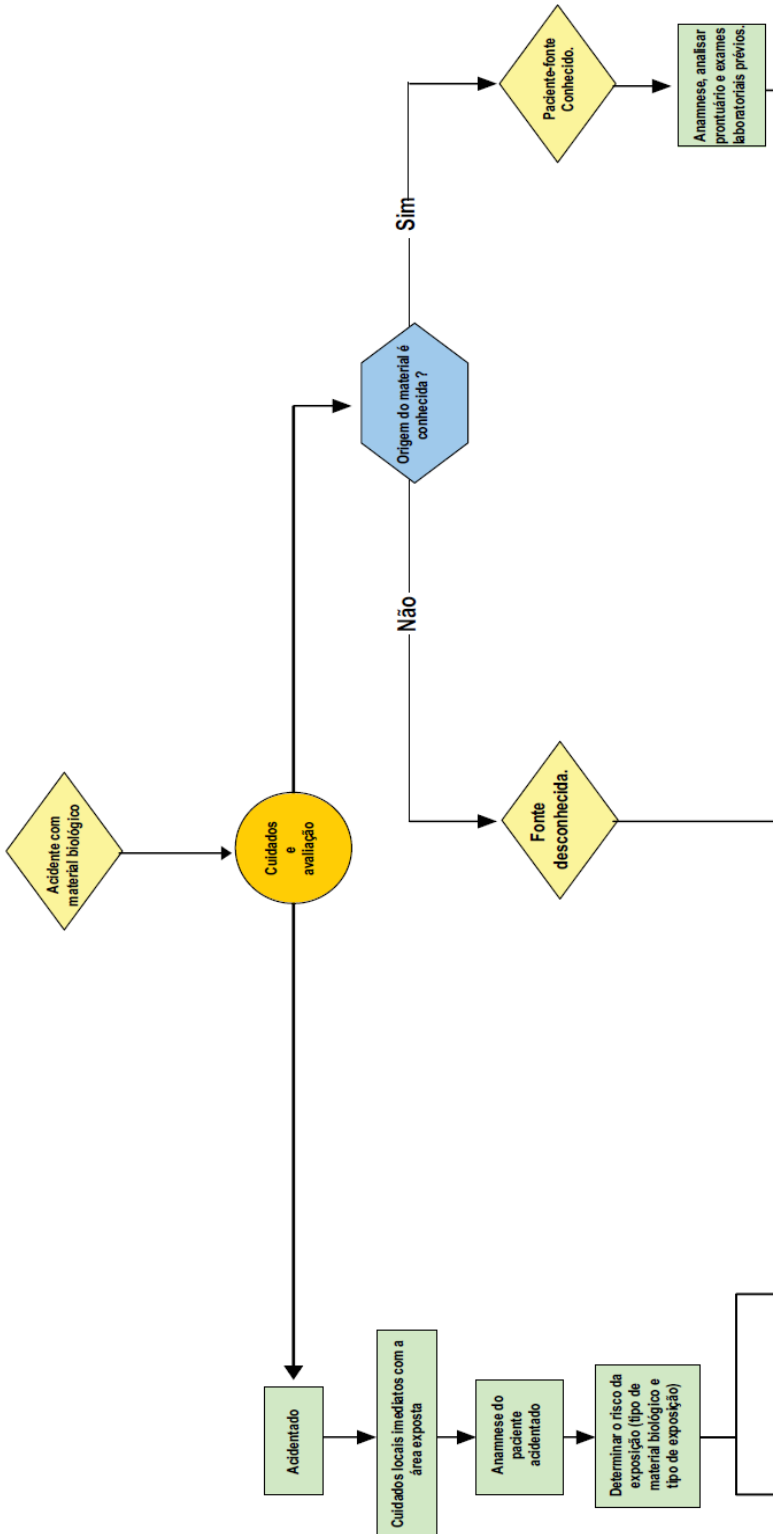 Acidente com
material biológico
Cuidados
e
avaliação
Acidentado
Cuidados locais imediatos com a
área exposta
Anamnese do
paciente
acidentado
Determinar o risco da
exposição (tipo de
material biológico e
tipo de exposição)
Origem do material é
conhecida ?
Não
Fonte
desconhecida.
Sim
Paciente-fonte
Conhecido.
Anamnese, analisar
prontuário e exames
laboratoriais prévios.